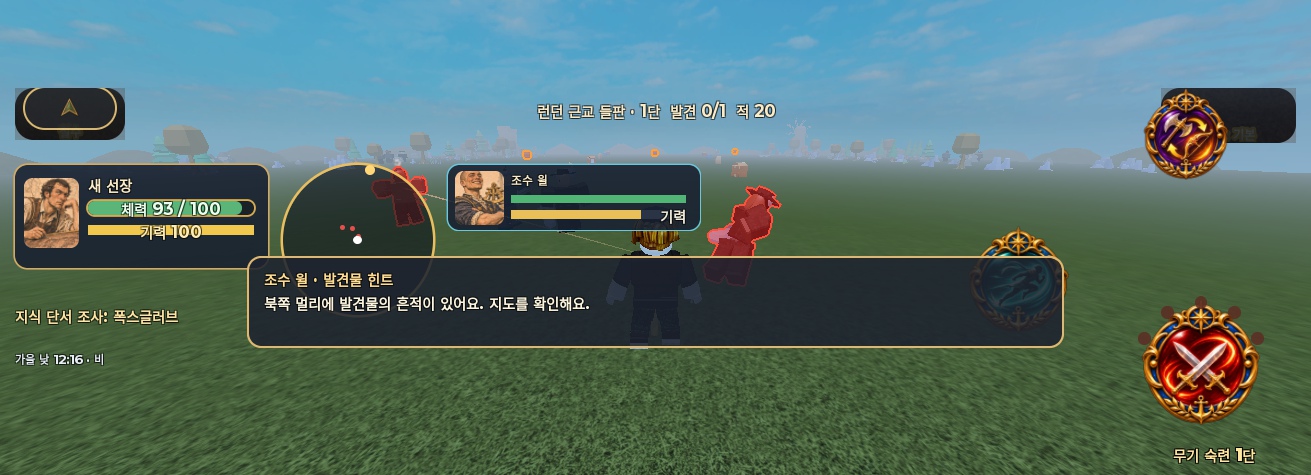 런던 근교 들판 · 1단 발견 0/1 적 20
새 선장
체력 93 / 100
기력 100
조수 월
기력
조수 월 · 발견물 힌트
북쪽 멀리에 발견물의 흔적이 있어요. 지도를 확인해요.
지식 단서 조사: 폭스글러브
가을 낮 12:16 · 비
무기 숙련 1단